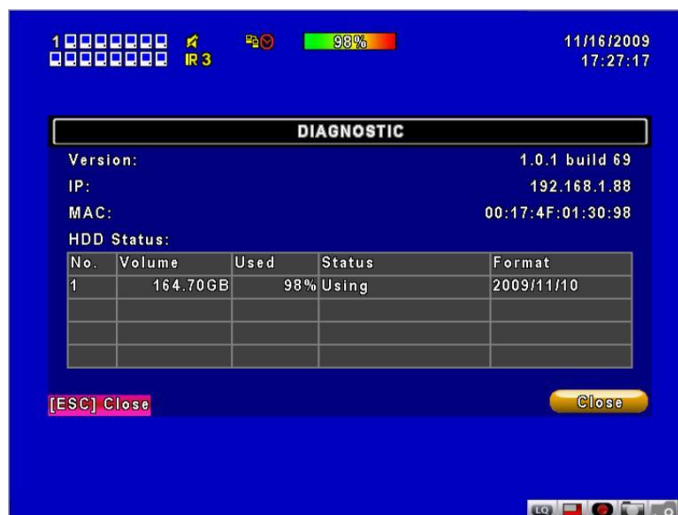 1 98% 11/16/2009
IR 3 17:27:17
DIAGNOSTIC
Version: 1.0.1 build 69
IP: 192.168.1.88
MAC: 00:17:4F:01:30:98
HDD Status:
No. Volume Used Status Format
1 164.70GB 98% Using 2009/11/10
[ESC] Close Close
LQ